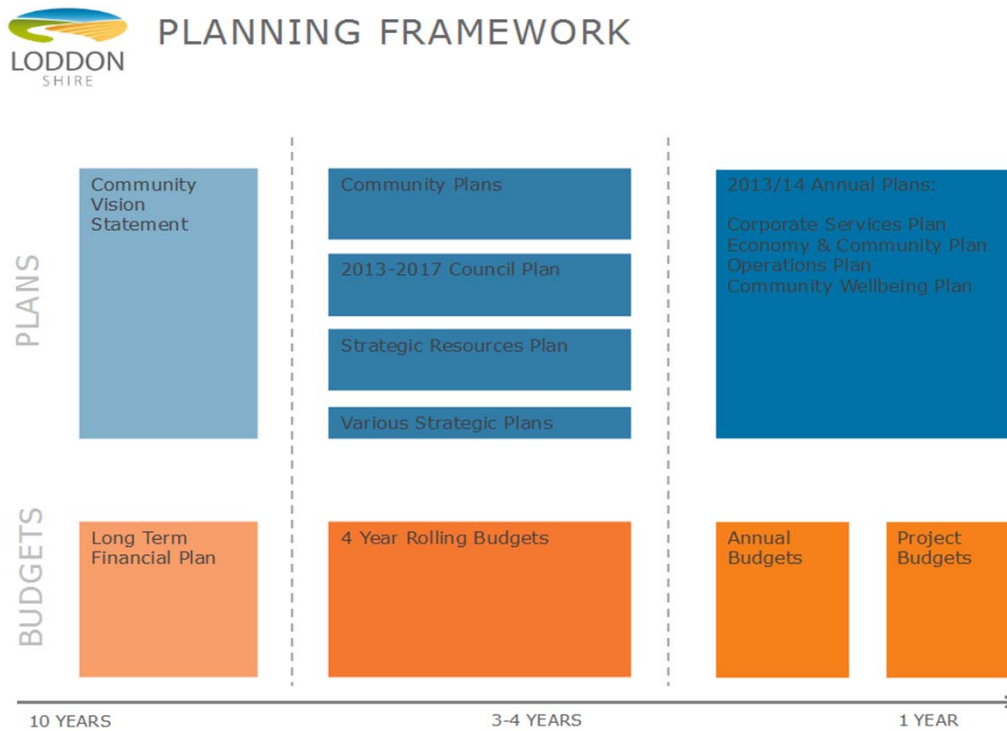 LODDON
SHIRE
PLANNING FRAMEWORK
PLANS
Community
Vision
Statement
Community Plans
2013-2017 Council Plan
Strategic Resources Plan
Various Strategic Plans
2013/14 Annual Plans:
Corporate Services Plan
Economy & Community Plan
Operations Plan
Community Wellbeing Plan
BUDGETS
Long Term
Financial Plan
4 Year Rolling Budgets
Annual
Budgets
Project
Budgets
10 YEARS
3-4 YEARS
1 YEAR